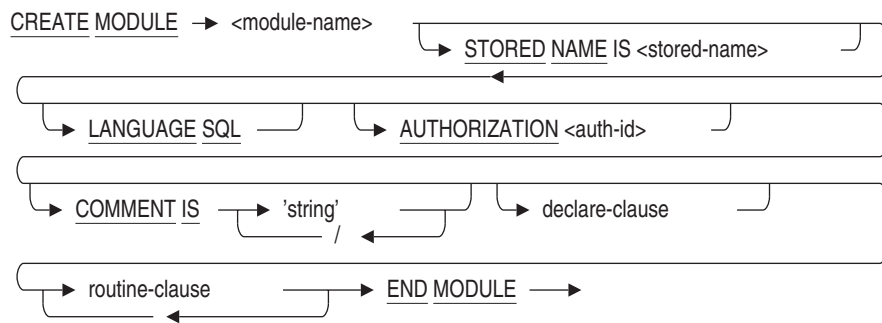 CREATE MODULE <module-name>
STORED NAME IS <stored-name>
LANGUAGE SQL AUTHORIZATION <auth-id>
COMMENT IS 'string' declare-clause
/
routine-clause END MODULE